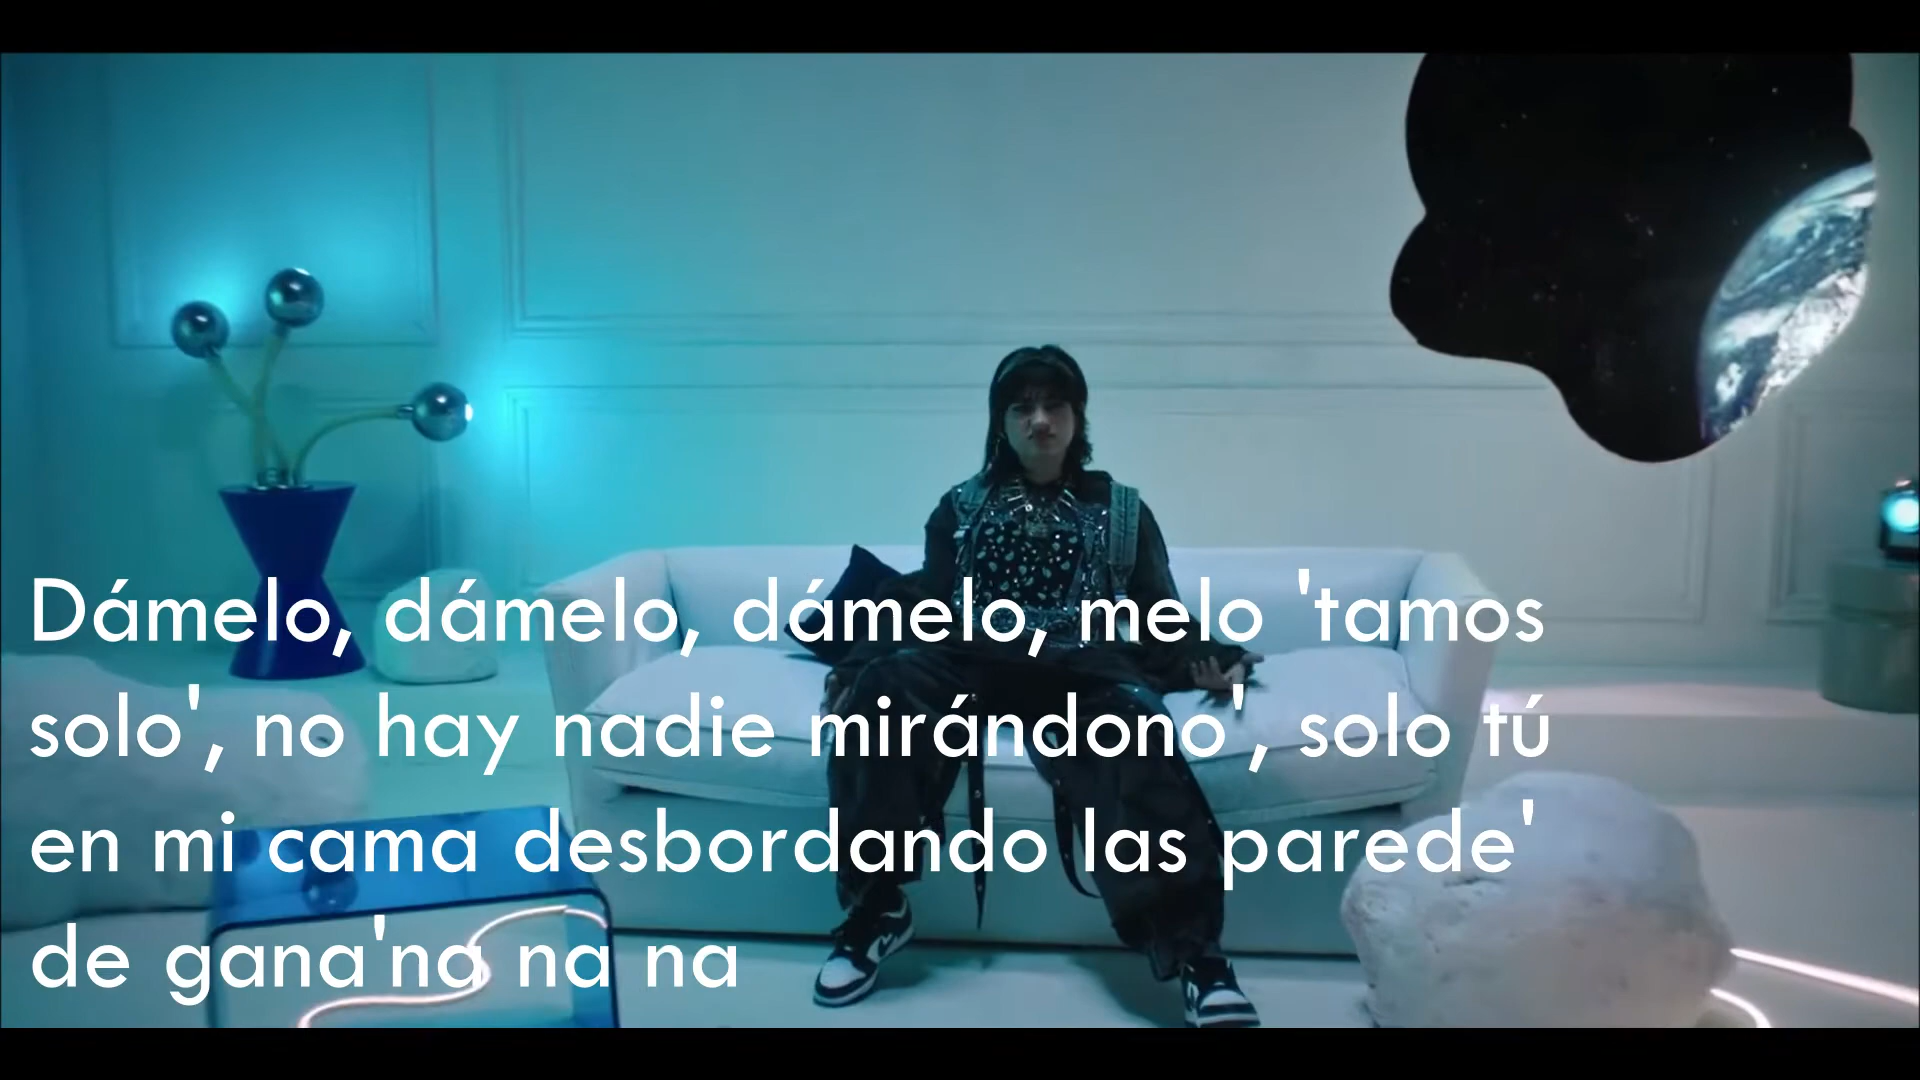 Dámelo, dámelo, dámelo, melo 'tamos
solo', no hay nadie mirándono', solo tú
en mi cama desbordando las parede'
de gana'na na na